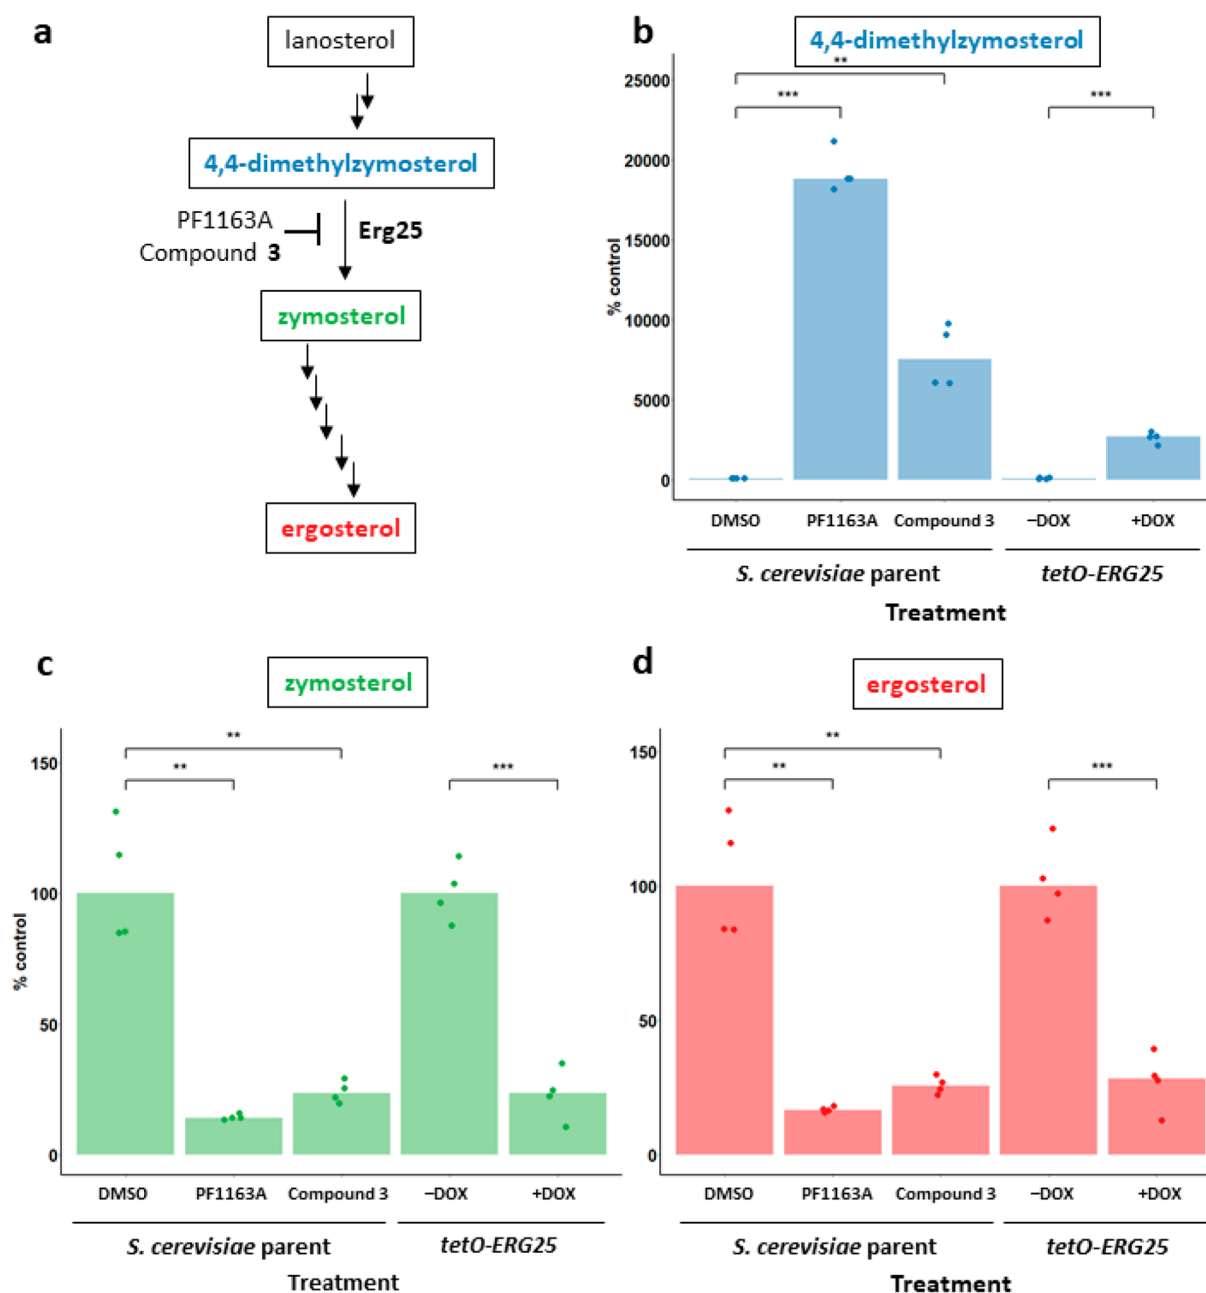 a
lanosterol
4,4-dimethylzymosterol
PF1163A
Compound 3
Erg25
zymosterol
ergosterol
b
4,4-dimethylzymosterol
**
***
***
25000
20000
15000
10000
5000
0
% control
DMSO PF1163A Compound 3 –DOX +DOX
S. cerevisiae parent tetO-ERG25
Treatment
c
zymosterol
**
**
***
150
100
50
0
% control
DMSO PF1163A Compound 3 –DOX +DOX
S. cerevisiae parent tetO-ERG25
Treatment
d
ergosterol
**
**
***
150
100
50
0
DMSO PF1163A Compound 3 –DOX +DOX
S. cerevisiae parent tetO-ERG25
Treatment